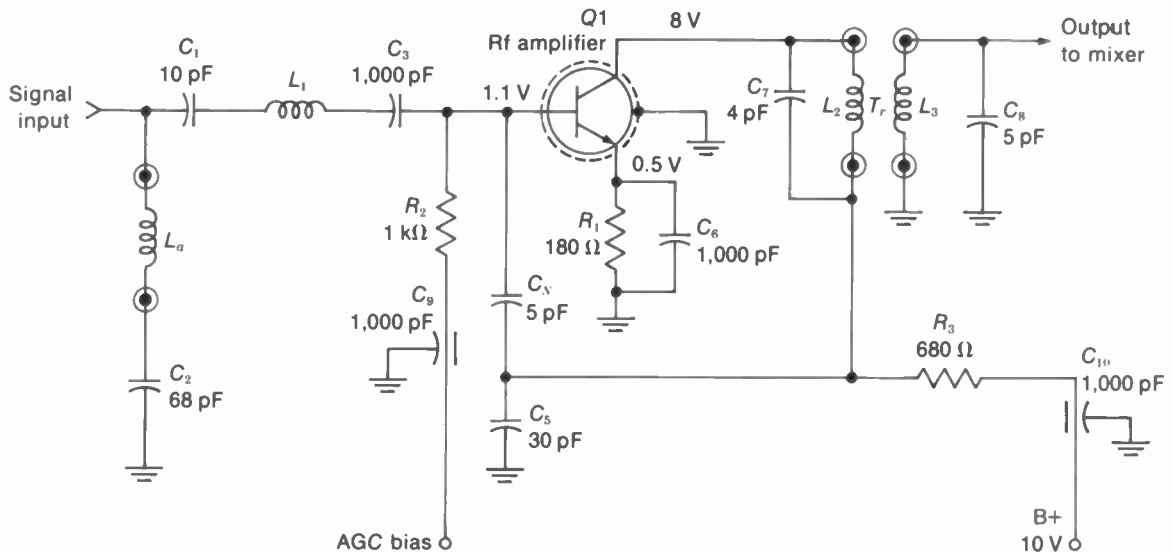 Q1
Rf amplifier
8 V
Output
to mixer
C₁
10 pF
L₁
C₃
1,000 pF
Signal
input
1.1 V
C₇
4 pF
L₂
Tᵣ
L₃
C₈
5 pF
0.5 V
Lₐ
R₂
1 kΩ
R₁
180 Ω
C₆
1,000 pF
C_N
5 pF
C₉
1,000 pF
R₃
680 Ω
C₁₀
1,000 pF
C₂
68 pF
C₅
30 pF
AGC bias
B+
10 V